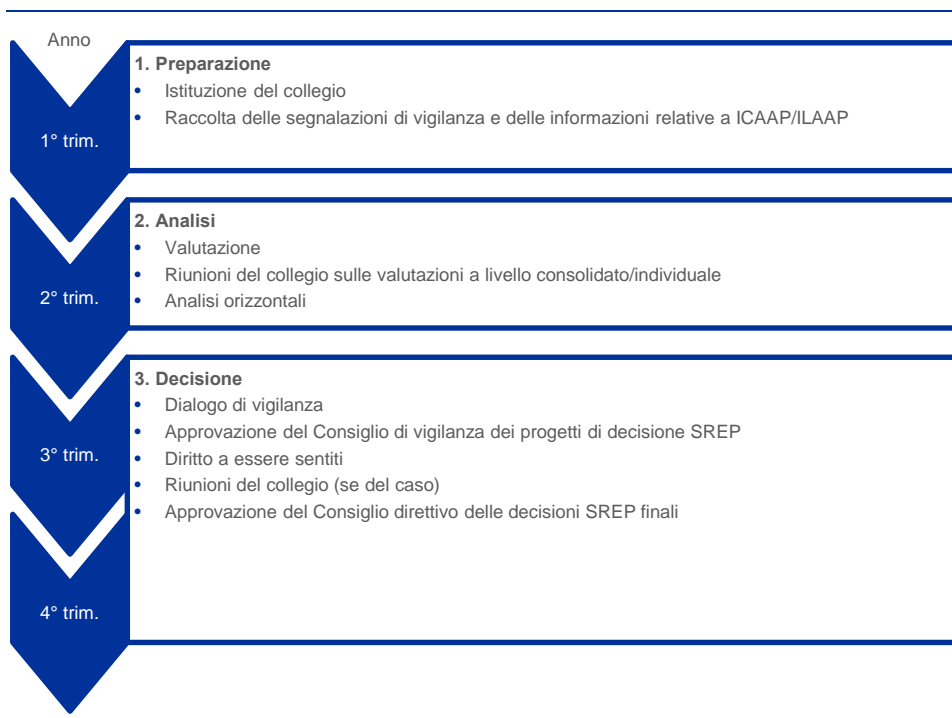 Anno
1. Preparazione
• Istituzione del collegio
• Raccolta delle segnalazioni di vigilanza e delle informazioni relative a ICAAP/ILAAP
1° trim.
2. Analisi
• Valutazione
• Riunioni del collegio sulle valutazioni a livello consolidato/individuale
• Analisi orizzontali
2° trim.
3. Decisione
• Dialogo di vigilanza
• Approvazione del Consiglio di vigilanza dei progetti di decisione SREP
• Diritto a essere sentiti
• Riunioni del collegio (se del caso)
• Approvazione del Consiglio direttivo delle decisioni SREP finali
3° trim.
4° trim.